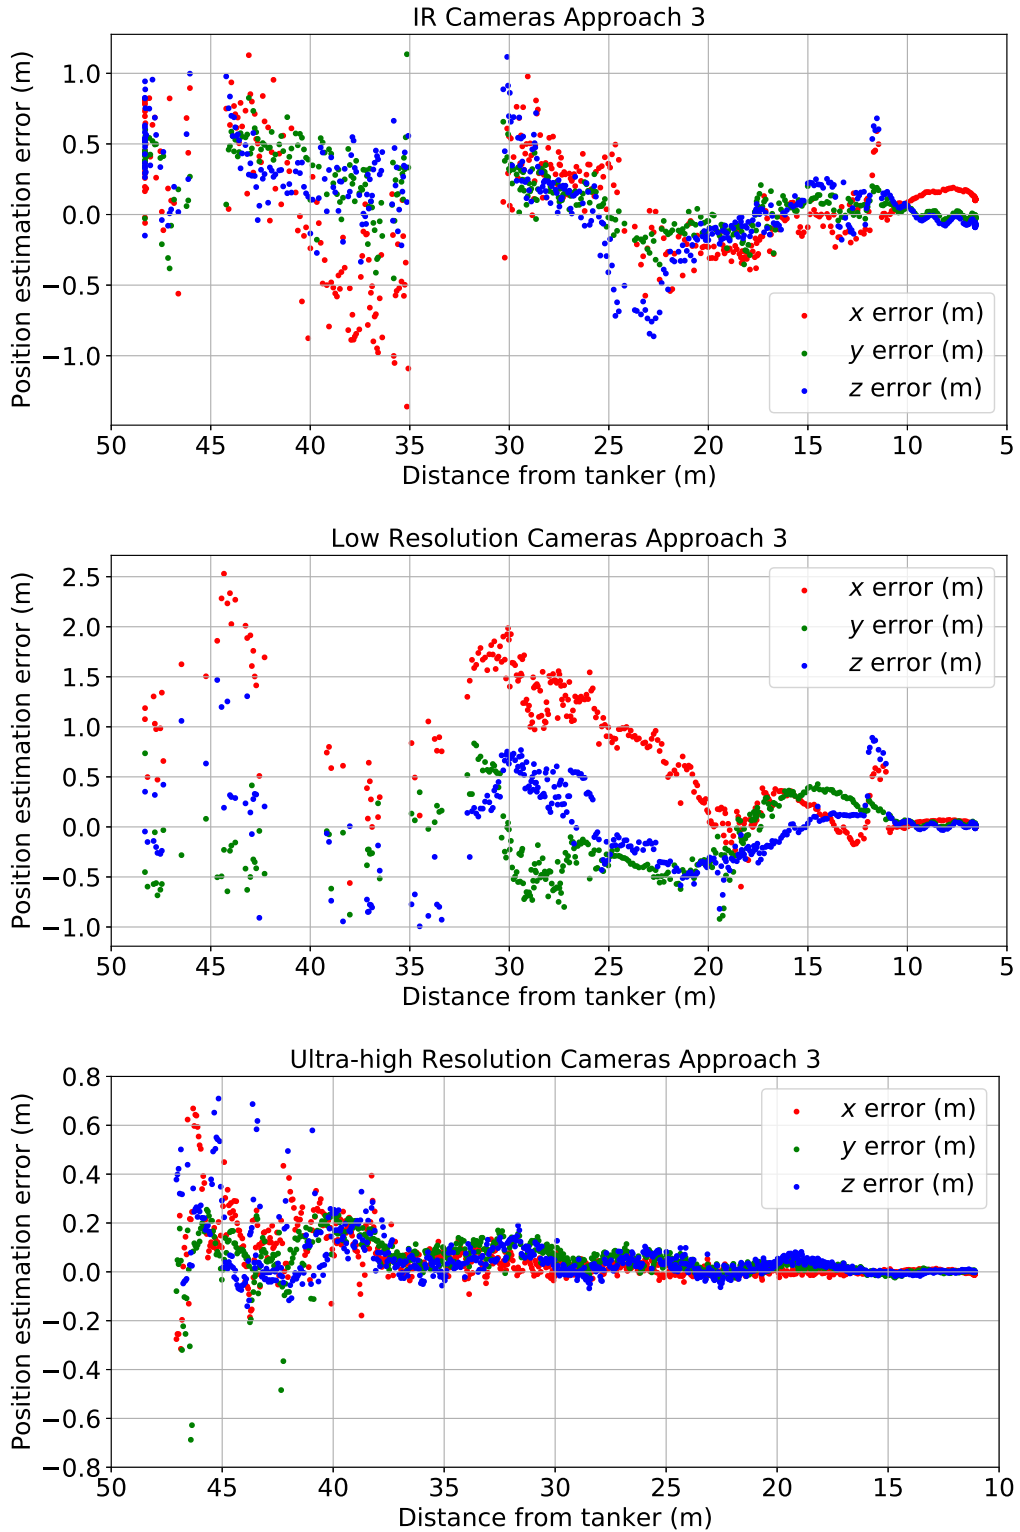 IR Cameras Approach 3
Position estimation error (m)
1.0
0.5
0.0
−0.5
−1.0
x error (m)
y error (m)
z error (m)
50 45 40 35 30 25 20 15 10 5
Distance from tanker (m)
Low Resolution Cameras Approach 3
Position estimation error (m)
2.5
2.0
1.5
1.0
0.5
0.0
−0.5
−1.0
x error (m)
y error (m)
z error (m)
50 45 40 35 30 25 20 15 10 5
Distance from tanker (m)
Ultra-high Resolution Cameras Approach 3
Position estimation error (m)
0.8
0.6
0.4
0.2
0.0
−0.2
−0.4
−0.6
−0.8
x error (m)
y error (m)
z error (m)
50 45 40 35 30 25 20 15 10
Distance from tanker (m)